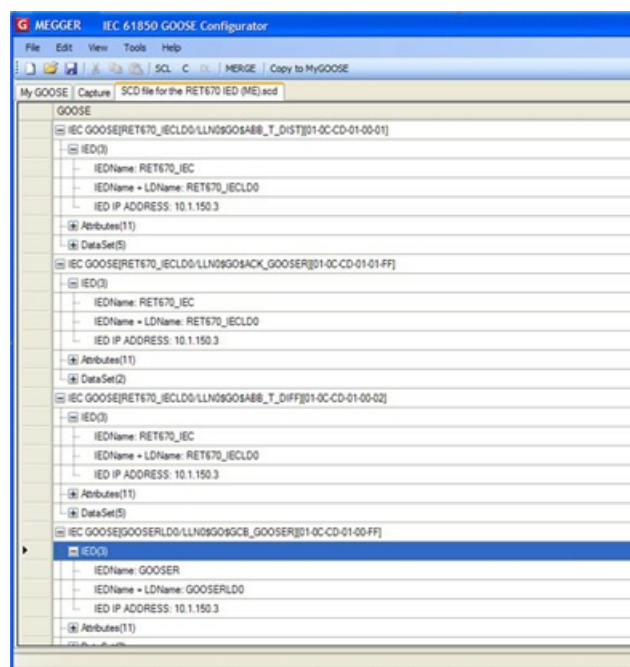 G MEGGER IEC 61850 GOOSE Configurator
File Edit View Tools Help
SCL C DL MERGE Copy to MyGOOSE
My GOOSE Capture SCD file for the RET670 IED (ME).scd
GOOSE
IEC GOOSE[RET670_IECLD0/LLN0$GO$ABB_T_DIST][01-0C-CD-01-00-01]
IED(3)
IEDName: RET670_IEC
IEDName + LDName: RET670_IECLD0
IED IP ADDRESS: 10.1.150.3
Attributes(11)
DataSet(5)
IEC GOOSE[RET670_IECLD0/LLN0$GO$ACK_GOOSER][01-0C-CD-01-01-FF]
IED(3)
IEDName: RET670_IEC
IEDName + LDName: RET670_IECLD0
IED IP ADDRESS: 10.1.150.3
Attributes(11)
DataSet(2)
IEC GOOSE[RET670_IECLD0/LLN0$GO$ABB_T_DIFF][01-0C-CD-01-00-02]
IED(3)
IEDName: RET670_IEC
IEDName + LDName: RET670_IECLD0
IED IP ADDRESS: 10.1.150.3
Attributes(11)
DataSet(5)
IEC GOOSE[GOOSERLD0/LLN0$GO$GCB_GOOSER][01-0C-CD-01-00-FF]
IED(3)
IEDName: GOOSER
IEDName + LDName: GOOSERLD0
IED IP ADDRESS: 10.1.150.3
Attributes(11)